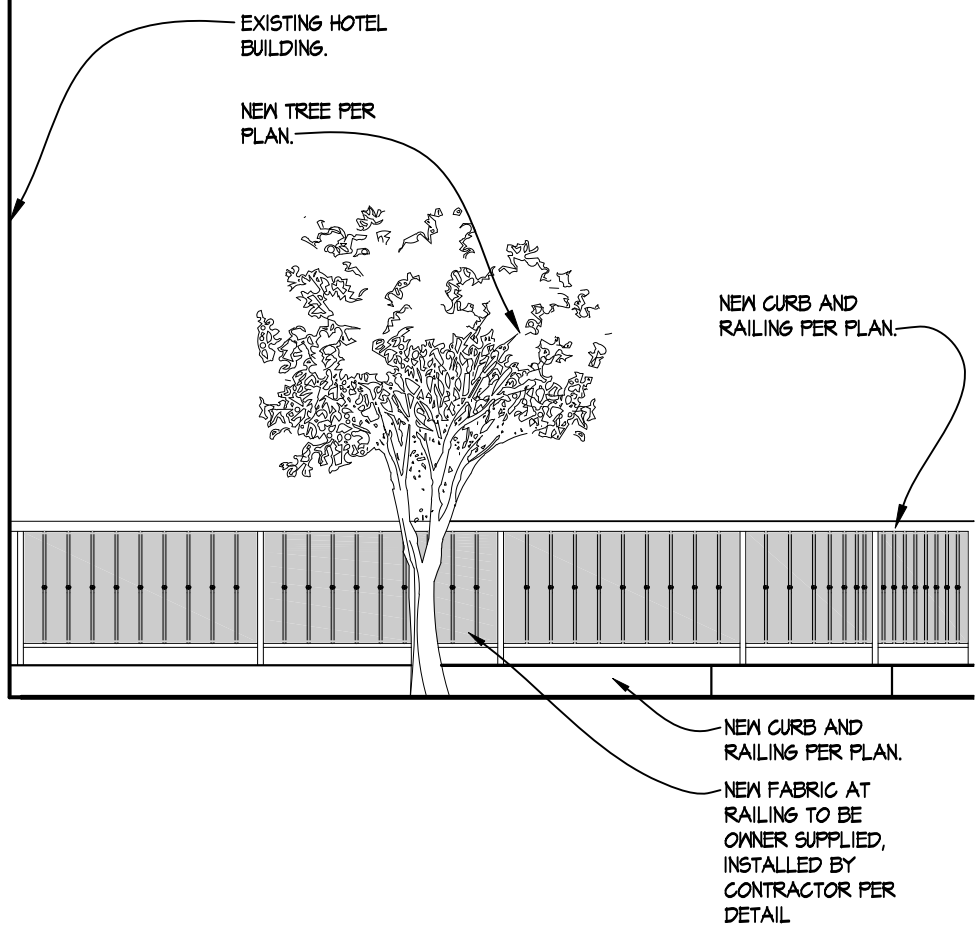 EXISTING HOTEL
BUILDING.
NEW TREE PER
PLAN.
NEW CURB AND
RAILING PER PLAN.
NEW CURB AND
RAILING PER PLAN.
NEW FABRIC AT
RAILING TO BE
OWNER SUPPLIED,
INSTALLED BY
CONTRACTOR PER
DETAIL